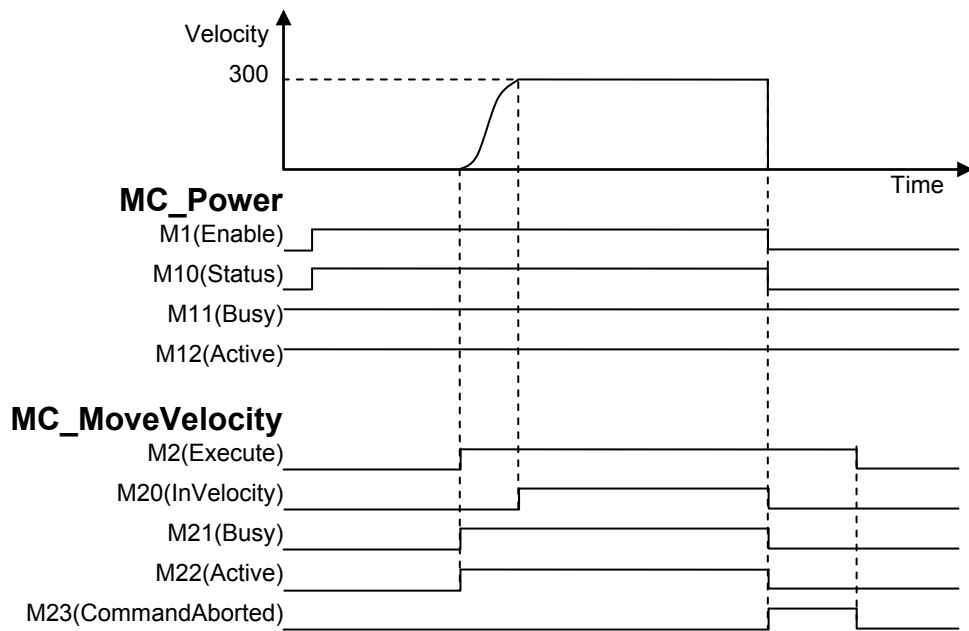 Velocity
300
Time
MC_Power
M1(Enable)
M10(Status)
M11(Busy)
M12(Active)
MC_MoveVelocity
M2(Execute)
M20(InVelocity)
M21(Busy)
M22(Active)
M23(CommandAborted)